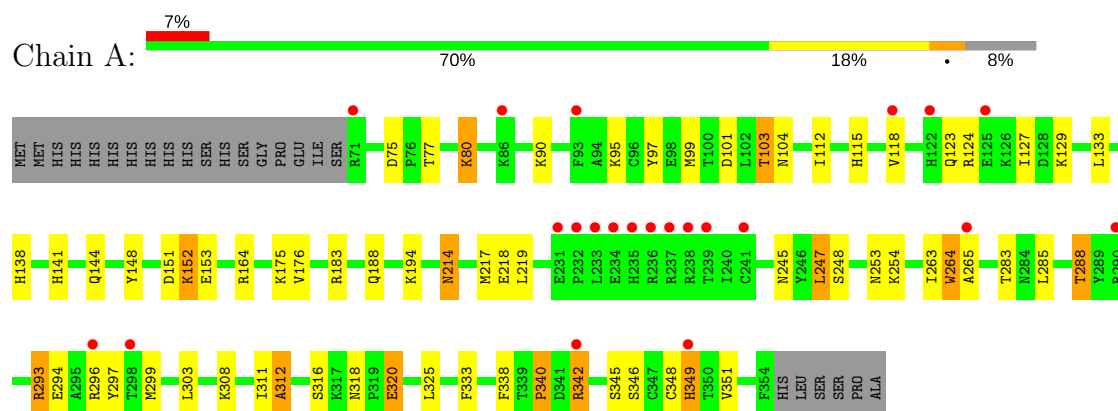 7%
Chain A:
70% 18% • 8%
MET MET HIS HIS HIS HIS HIS HIS HIS HIS SER HIS SER GLY PRO GLU ILE SER R71 D75 P76 T77 K80 K86 K90 F93 A94 K95 C96 Y97 E98 M99 T100 D101 L102 T103 N104 I112 H115 V118 H122 Q123 R124 E125 K126 I127 D128 K129 L133
H138 H141 Q144 Y148 D151 K152 E153 R164 K175 V176 R183 Q188 K194 N214 M217 E218 L219 E231 P232 L233 E234 H235 R236 R237 R238 T239 I240 C241 N245 Y246 L247 S248 N253 K254 I263 W264 A265 T283 N284 L285 T288 Y289 R290
R293 E294 A295 R296 Y297 T298 M299 L303 K308 I311 A312 S316 K317 N318 P319 E320 L325 F333 F338 T339 P340 D341 R342 S345 S346 C347 C348 H349 T350 V351 F354 HIS LEU SER SER PRO ALA